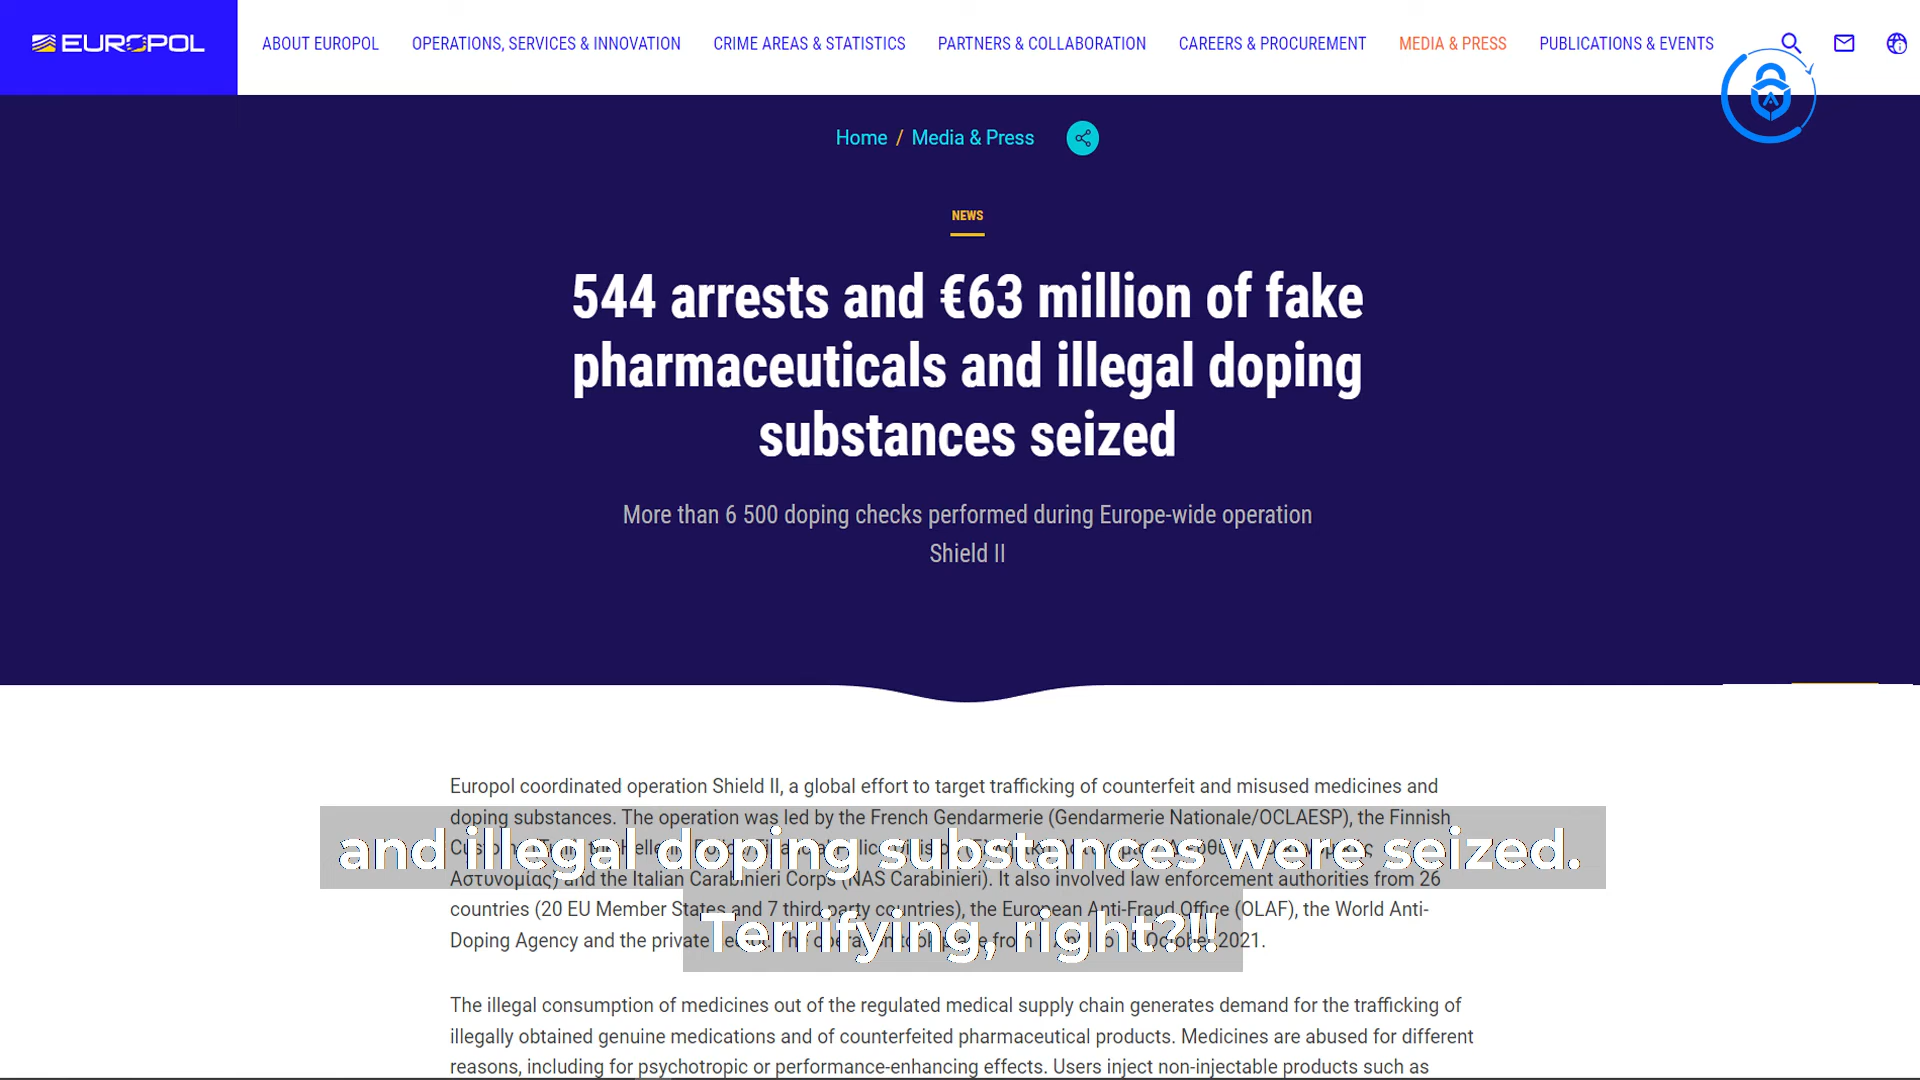 EUROPOL
ABOUT EUROPOL
OPERATIONS, SERVICES & INNOVATION
CRIME AREAS & STATISTICS
PARTNERS & COLLABORATION
CAREERS & PROCUREMENT
MEDIA & PRESS
PUBLICATIONS & EVENTS
Home / Media & Press
NEWS
544 arrests and €63 million of fake
pharmaceuticals and illegal doping
substances seized
More than 6 500 doping checks performed during Europe-wide operation
Shield II
Europol coordinated operation Shield II, a global effort to target trafficking of counterfeit and misused medicines and
doping substances. The operation was led by the French Gendarmerie (Gendarmerie Nationale/OCLAESP), the Finnish
and illegal doping substances were seized.
Αστυνομίας) and the Italian Carabinieri Corps (NAS Carabinieri). It also involved law enforcement authorities from 26
countries (20 EU Member States and 7 third party countries), the European Anti-Fraud Office (OLAF), the World Anti-
Terrifying, right?!!
Doping Agency and the private October 2021.
The illegal consumption of medicines out of the regulated medical supply chain generates demand for the trafficking of
illegally obtained genuine medications and of counterfeited pharmaceutical products. Medicines are abused for different
reasons, including for psychotropic or performance-enhancing effects. Users inject non-injectable products such as